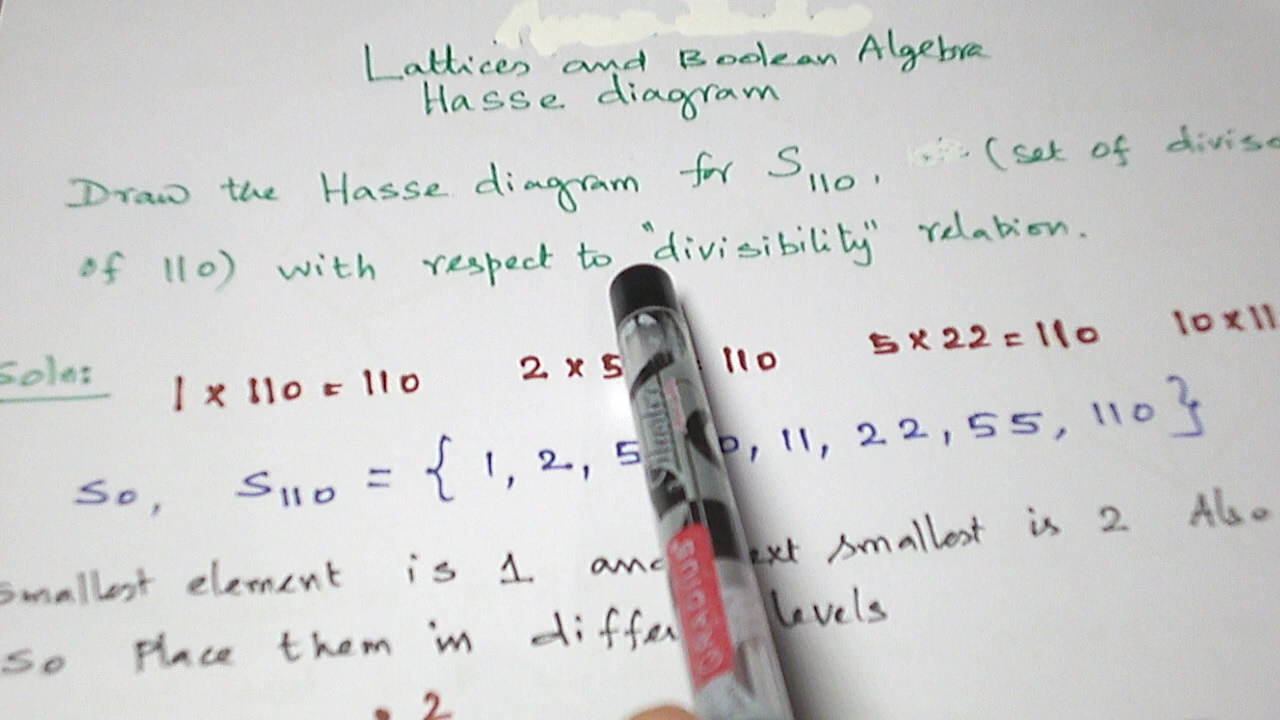 Lattices and Boolean Algebra
Hasse diagram
Draw the Hasse diagram for S110. (set of diviso
of 110) with respect to "divisibility" relation.
Soln:
1 x 110 = 110 2 x 5 110 5 x 22 = 110 10 x 11
So, S110 = { 1, 2, 5 0, 11, 22, 55, 110 }
Smallest element is 1 and ext smallest is 2 Also
So Place them in diffe levels
2